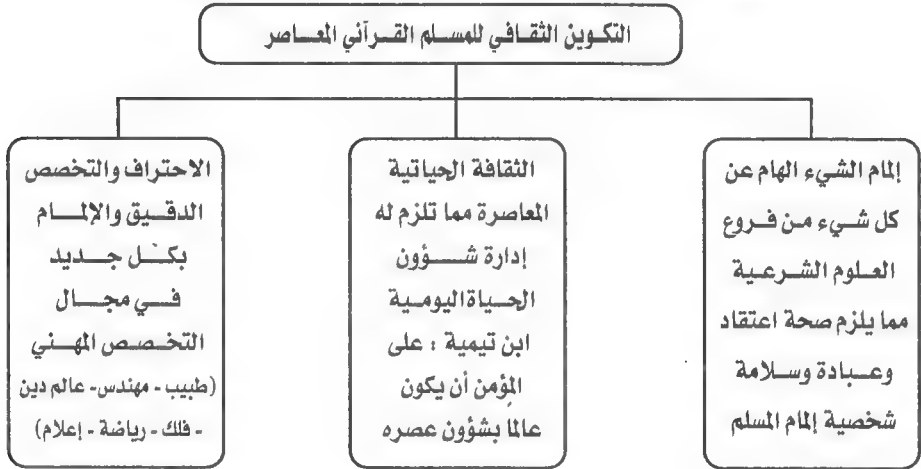 التكوين الثقافي للمسلم القرآني المعاصر
إلمام الشيء الهام عن
كل شيء من فروع
العلوم الشرعية
مما يلزم صحة اعتقاد
وعبادة وسلامة
شخصية إلمام المسلم
الثقافة الحياتية
المعاصرة مما تلزم له
إدارة شؤون
الحياة اليومية
ابن تيمية : على
المؤمن أن يكون
عالما بشؤون عصره
الاحتراف والتخصص
الدقيق والإلمام
بكل جديد
في مجال
التخصص المهني
(طبيب - مهندس - عالم دين
- فلك - رياضة - إعلام)